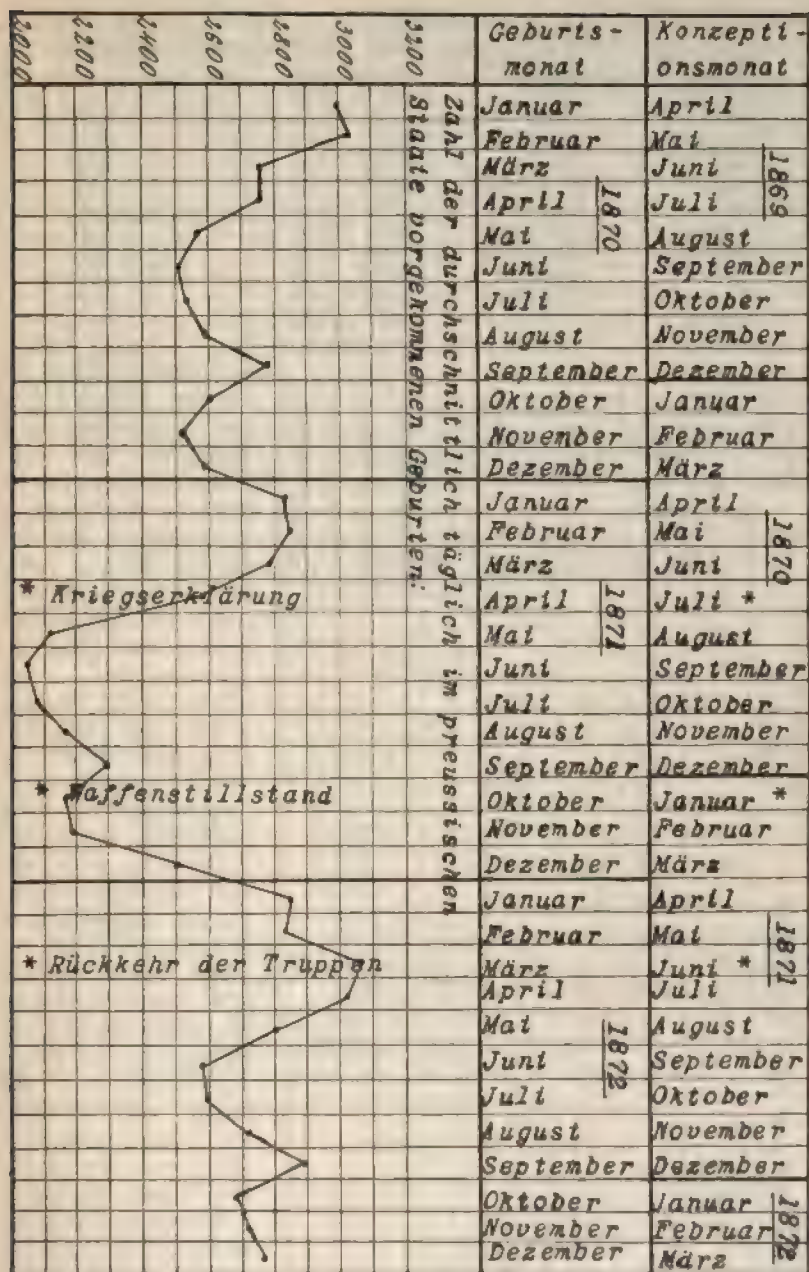 2000 2200 2400 2600 2800 3000 3200
Zahl der durchschnittlich täglich im preussischen
Staate vorgekommenen Geburten:
Geburts- Konzepti-
monat onsmonat
Januar April
Februar Mai
März Juni
1869
April Juli
1870
Mai August
Juni September
Juli Oktober
August November
September Dezember
Oktober Januar
November Februar
Dezember März
Januar April
Februar Mai
März Juni
1870
* Kriegserklärung April Juli *
1871
Mai August
Juni September
Juli Oktober
August November
September Dezember
* Waffenstillstand Oktober Januar *
November Februar
Dezember März
Januar April
Februar Mai
1871
* Rückkehr der Truppen März Juni *
April Juli
Mai August
1872
Juni September
Juli Oktober
August November
September Dezember
Oktober Januar
1872
November Februar
Dezember März